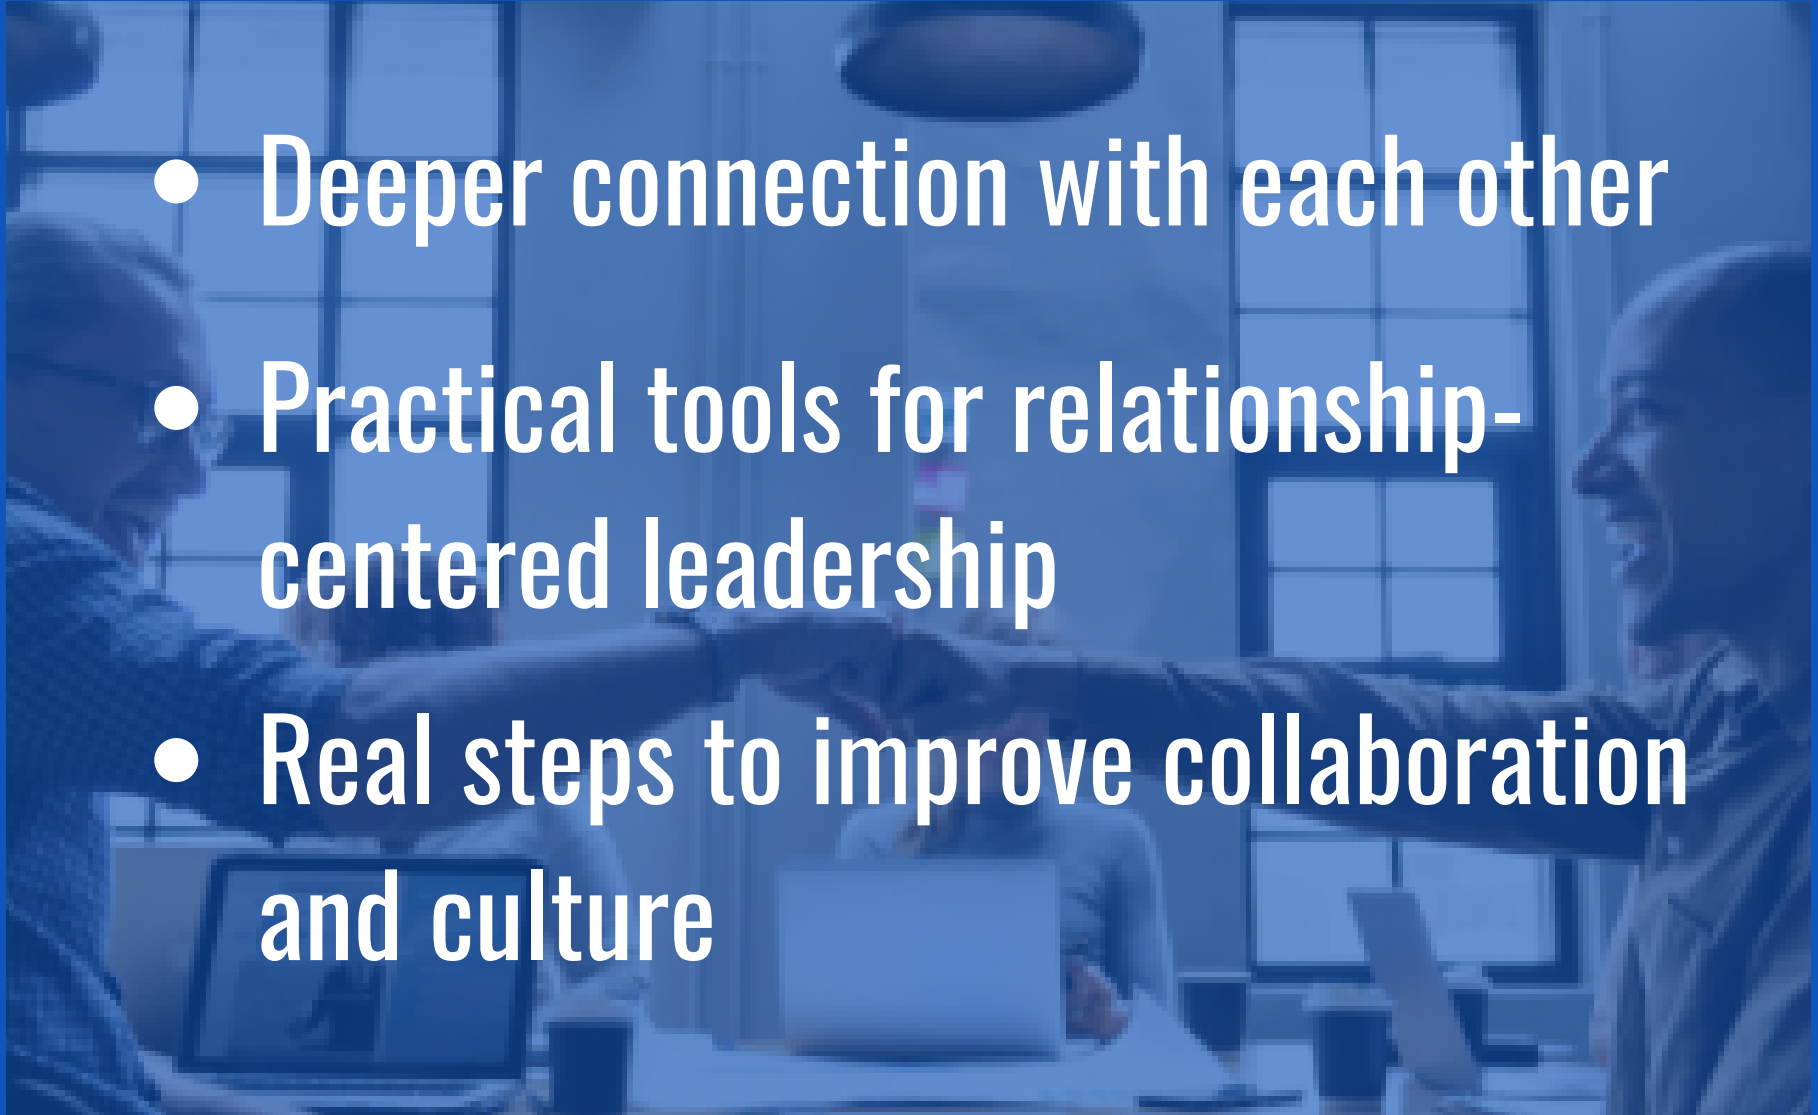 • Deeper connection with each other
• Practical tools for relationship-
centered leadership
• Real steps to improve collaboration
and culture